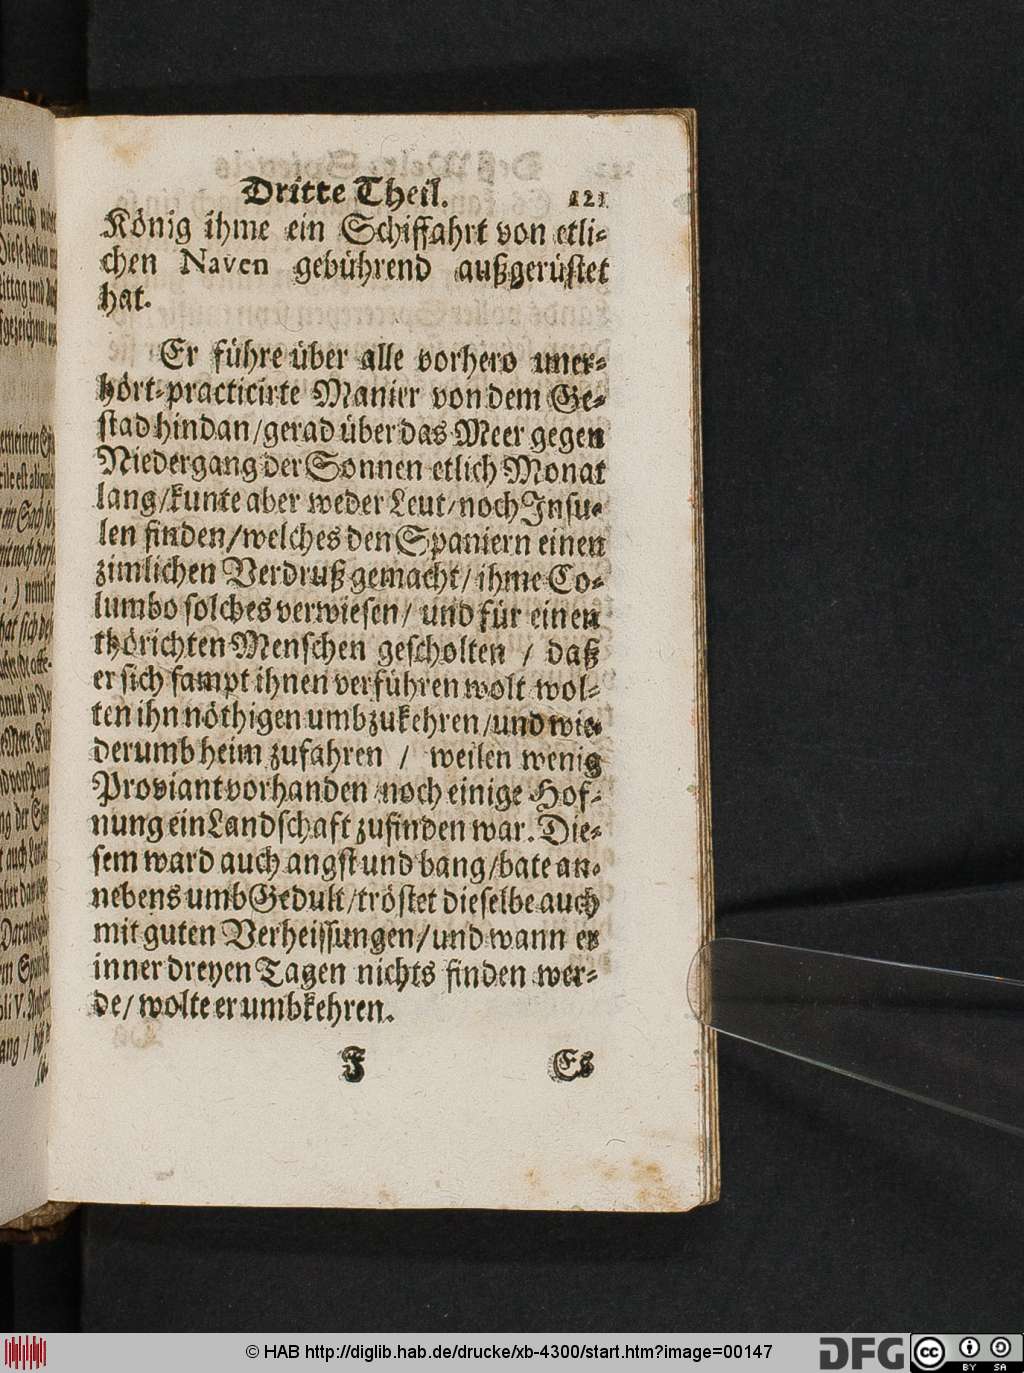 Dritte Theil. 121
König ihme ein Schiffahrt von etli-
chen Naven gebührend außgerüstet
hat.
Er führe über alle vorhero uner-
hört-practicirte Manier von dem Ge-
stad hindan/gerad über das Meer gegen
Niedergang der Sonnen etlich Monat
lang/kunte aber weder Leut/noch Insu-
len finden/welches den Spaniern einen
zimlichen Verdruß gemacht/ihme Co-
lumbo solches verwiesen/ und für einen
thörichten Menschen gescholten / daß
er sich sampt ihnen verführen wolt wol-
ten ihn nöthigen umbzukehren/und wie-
derumb heim zufahren / weilen wenig
Proviant vorhanden/noch einige Hof-
nung ein Landschaft zufinden war. Die-
sem ward auch angst und bang/bate an-
nebens umb Gedult/tröstet dieselbe auch
mit guten Verheissungen/und wann er
inner dreyen Tagen nichts finden wer-
de/wolte er umbkehren.
J Es
© HAB http://diglib.hab.de/drucke/xb-4300/start.htm?image=00147
DFG
cc BY SA